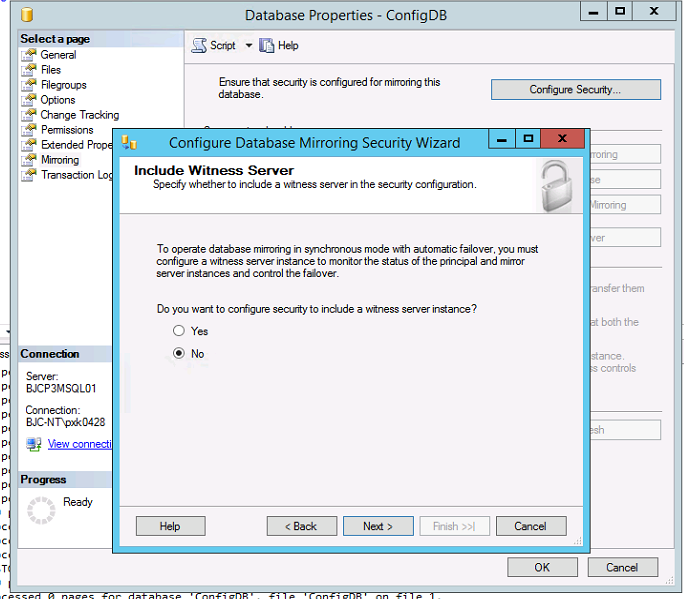 Database Properties - ConfigDB
Select a page
General
Files
Filegroups
Options
Change Tracking
Permissions
Extended Prope
Mirroring
Transaction Log
Script
Help
Ensure that security is configured for mirroring this
database.
Configure Security...
Configure Database Mirroring Security Wizard
Include Witness Server
Specify whether to include a witness server in the security configuration.
To operate database mirroring in synchronous mode with automatic failover, you must
configure a witness server instance to monitor the status of the principal and mirror
server instances and control the failover.
Do you want to configure security to include a witness server instance?
Yes
No
Help
< Back
Next >
Finish >>|
Cancel
rroring
se
Mirroring
ver
ransfer them
at both the
stance.
ss controls
esh
Connection
Server:
BJCP3MSQL01
Connection:
BJC-NT\pxk0428
View connecti
Progress
Ready
OK
Cancel
cessed 0 pages for database 'ConfigDB', file 'ConfigDB' on file 1.